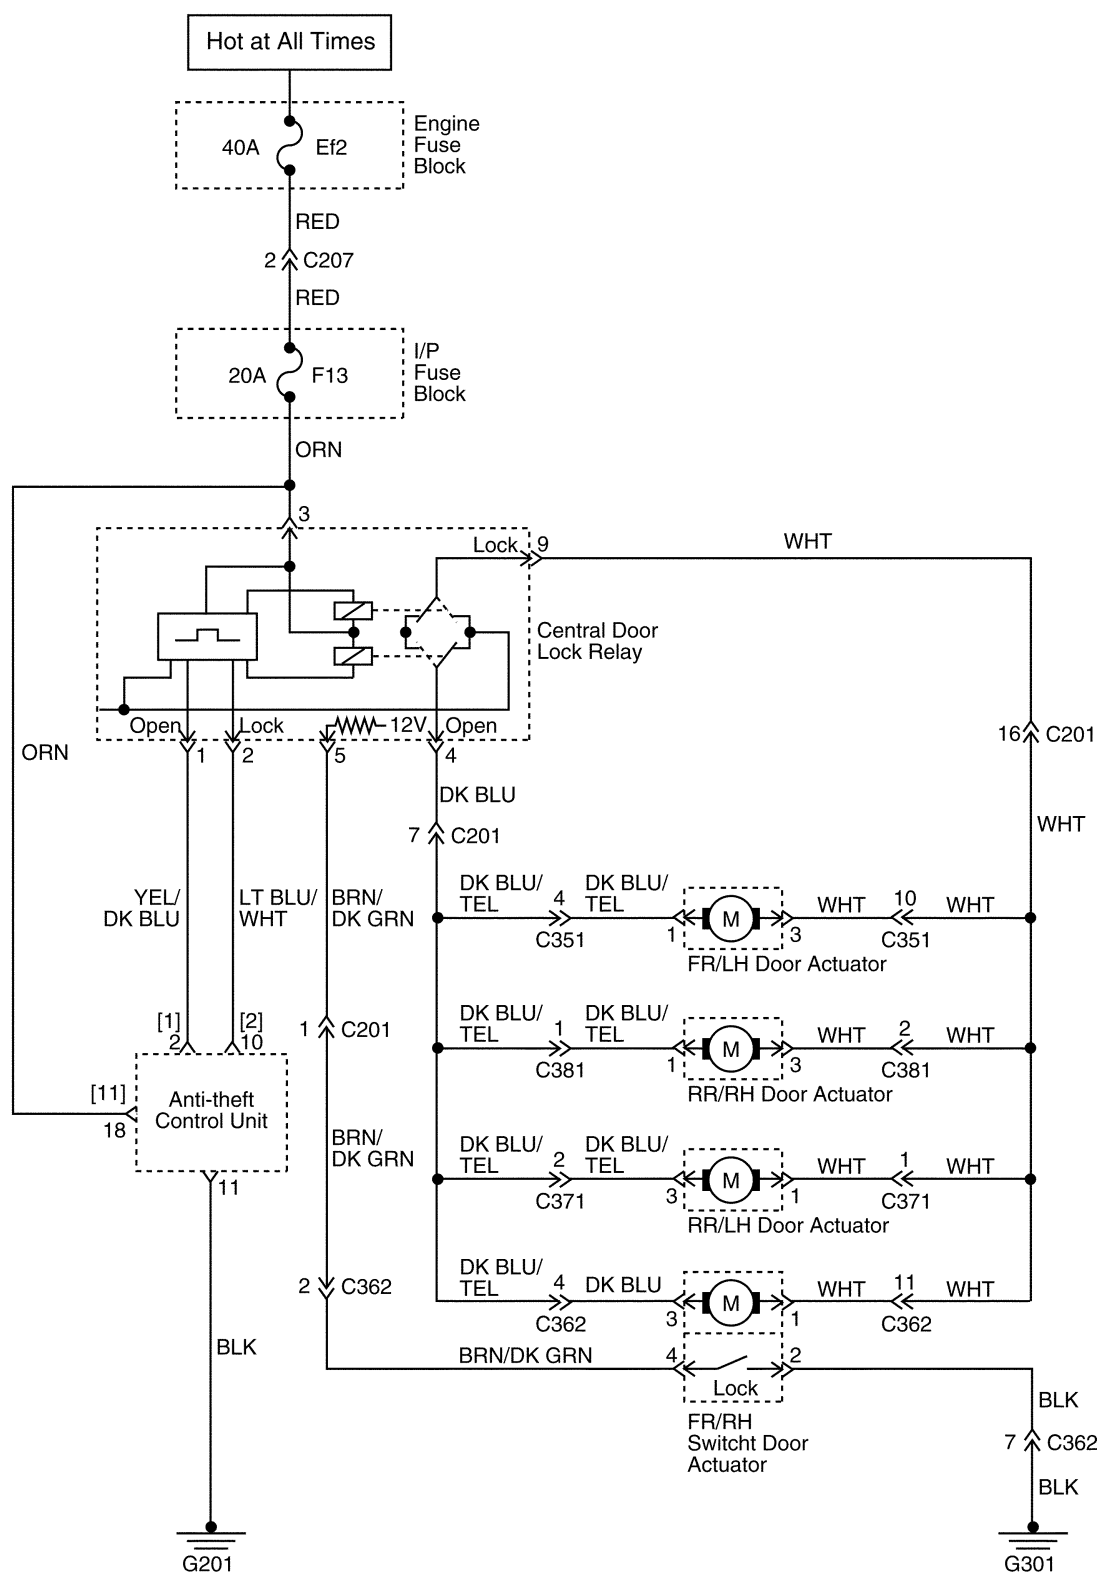 Hot at All Times
40A
Ef2
Engine
Fuse
Block
RED
2
C207
RED
20A
F13
I/P
Fuse
Block
ORN
3
Lock
9
WHT
Central Door
Lock Relay
Open
Lock
12V
Open
1
2
5
4
ORN
16
C201
DK BLU
7
C201
WHT
YEL/
DK BLU
LT BLU/
WHT
BRN/
DK GRN
DK BLU/
TEL
4
C351
DK BLU/
TEL
1
M
3
WHT
10
C351
WHT
FR/LH Door Actuator
[1]
2
[2]
10
1
C201
DK BLU/
TEL
1
C381
DK BLU/
TEL
1
M
3
WHT
2
C381
WHT
RR/RH Door Actuator
[11]
18
Anti-theft
Control Unit
11
BRN/
DK GRN
DK BLU/
TEL
2
C371
DK BLU/
TEL
3
M
1
WHT
1
C371
WHT
RR/LH Door Actuator
2
C362
DK BLU/
TEL
4
C362
DK BLU
3
M
1
WHT
11
C362
WHT
BLK
BRN/DK GRN
4
2
Lock
FR/RH
Switcht Door
Actuator
BLK
7
C362
BLK
G201
G301